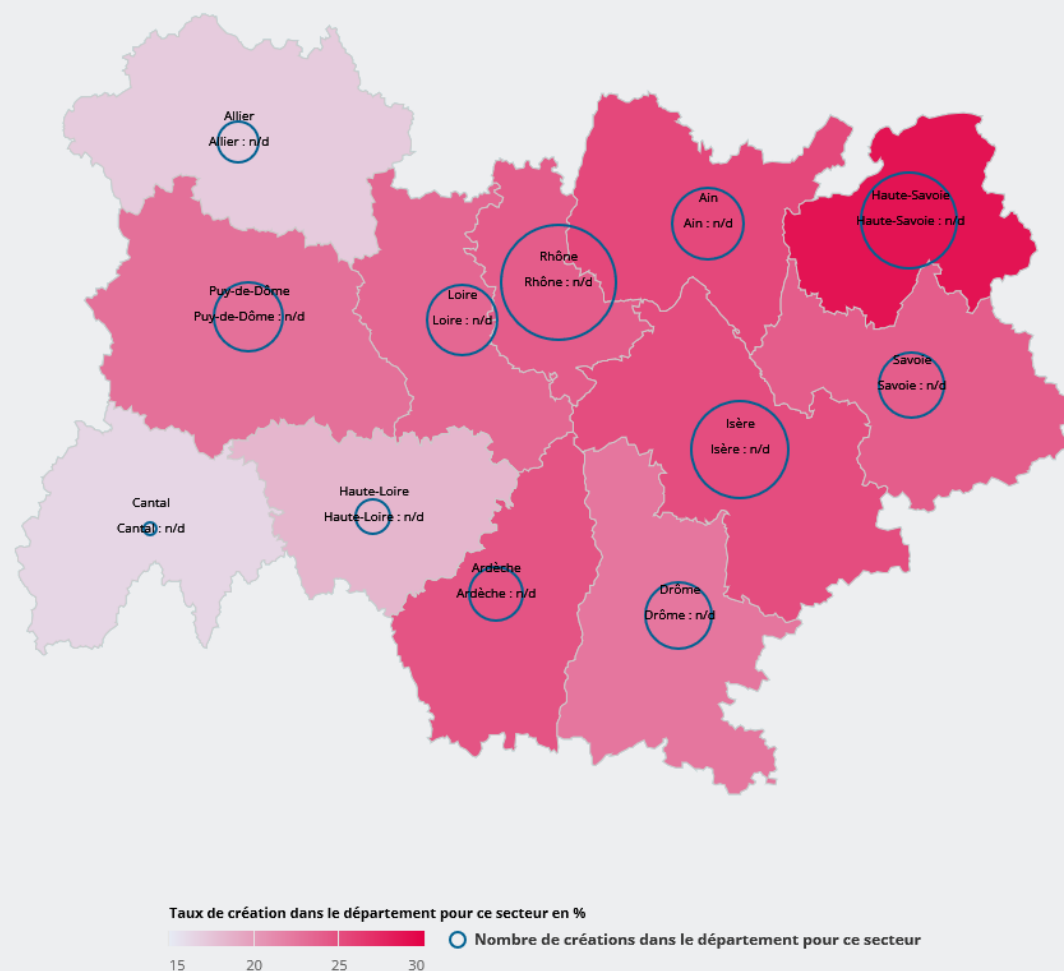 Allier
Allier : n/d
Haute-Savoie
Haute-Savoie : n/d
Ain
Ain : n/d
Rhône
Rhône : n/d
Puy-de-Dôme
Puy-de-Dôme : n/d
Loire
Loire : n/d
Savoie
Savoie : n/d
Isère
Isère : n/d
Haute-Loire
Haute-Loire : n/d
Cantal
Cantal : n/d
Ardèche
Ardèche : n/d
Drôme
Drôme : n/d
Taux de création dans le département pour ce secteur en %
Nombre de créations dans le département pour ce secteur
15 20 25 30